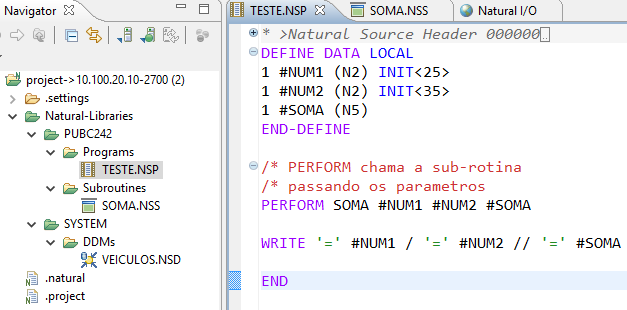 Navigator
project->10.100.20.10-2700 (2)
.settings
Natural-Libraries
PUBC242
Programs
TESTE.NSP
Subroutines
SOMA.NSS
SYSTEM
DDMs
VEICULOS.NSD
.natural
.project
TESTE.NSP
SOMA.NSS
Natural I/O
* >Natural Source Header 000000
DEFINE DATA LOCAL
1 #NUM1 (N2) INIT<25>
1 #NUM2 (N2) INIT<35>
1 #SOMA (N5)
END-DEFINE
/* PERFORM chama a sub-rotina
/* passando os parametros
PERFORM SOMA #NUM1 #NUM2 #SOMA
WRITE '=' #NUM1 / '=' #NUM2 // '=' #SOMA
END